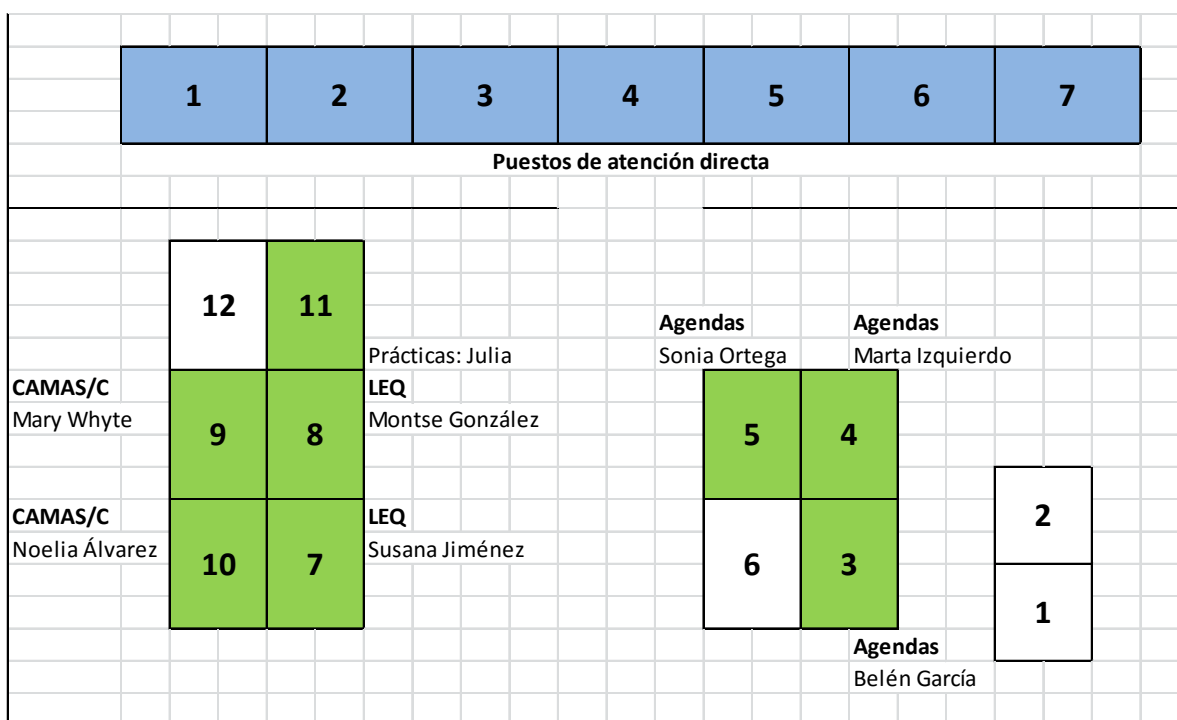 1 2 3 4 5 6 7
Puestos de atención directa
12 11
Prácticas: Julia
CAMAS/C
Mary Whyte
9 8
LEQ
Montse González
CAMAS/C
Noelia Álvarez
10 7
LEQ
Susana Jiménez
Agendas
Sonia Ortega
Agendas
Marta Izquierdo
5 4
6 3
Agendas
Belén García
2
1